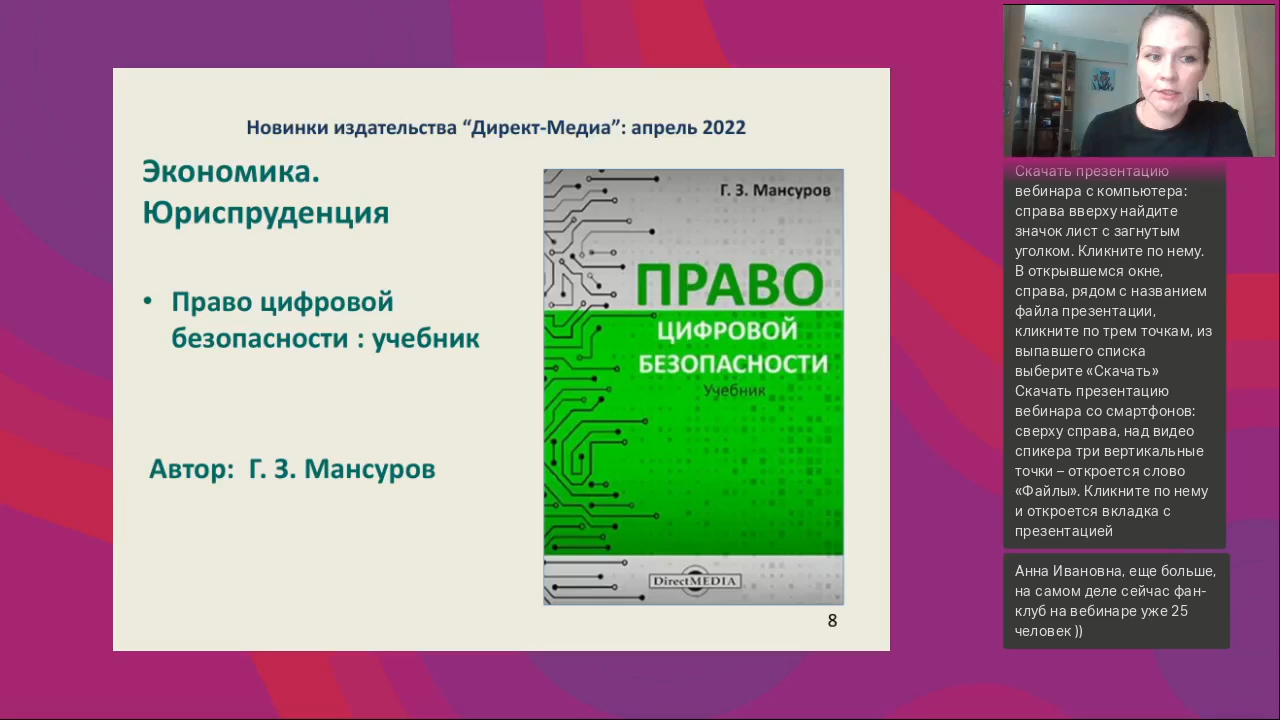 Новинки издательства “Директ-Медиа”: апрель 2022
Экономика.
Юриспруденция
• Право цифровой
безопасности : учебник
Автор:  Г. З. Мансуров
Г. З. Мансуров
ПРАВО
ЦИФРОВОЙ
БЕЗОПАСНОСТИ
Учебник
DirectMEDIA
8
Скачать презентацию
вебинара с компьютера:
справа вверху найдите
значок лист с загнутым
уголком. Кликните по нему.
В открывшемся окне,
справа, рядом с названием
файла презентации,
кликните по трем точкам, из
выпавшего списка
выберите «Скачать»
Скачать презентацию
вебинара со смартфонов:
сверху справа, над видео
спикера три вертикальные
точки – откроется слово
«Файлы». Кликните по нему
и откроется вкладка с
презентацией
Анна Ивановна, еще больше,
на самом деле сейчас фан-
клуб на вебинаре уже 25
человек ))